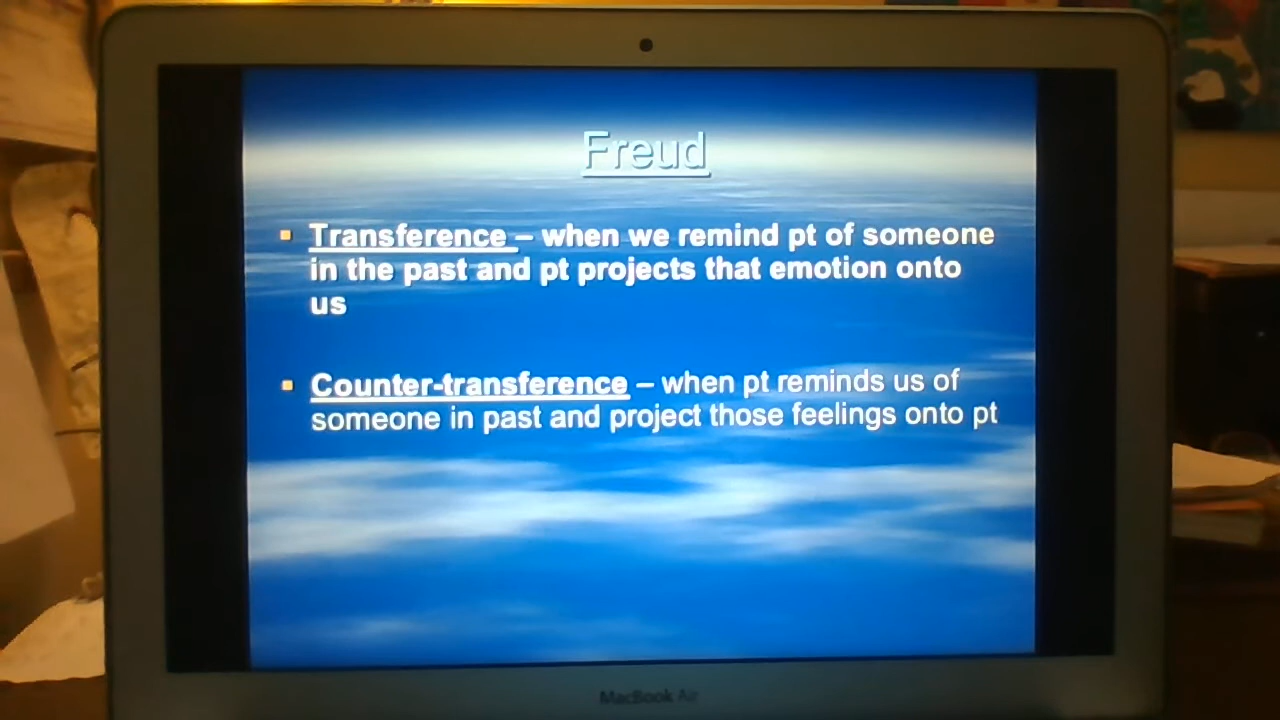 Freud
▪ Transference – when we remind pt of someone
in the past and pt projects that emotion onto
us
▪ Counter-transference – when pt reminds us of
someone in past and project those feelings onto pt
MacBook Air